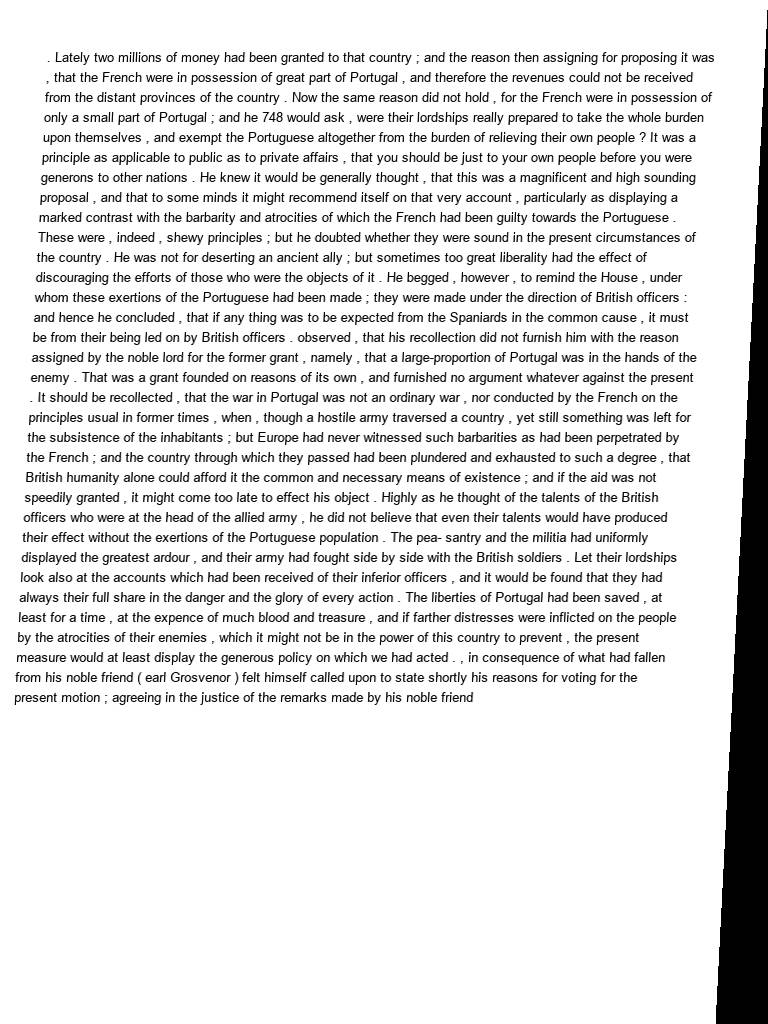 . Lately two millions of money had been granted to that country ; and the reason then assigning for proposing it was
, that the French were in possession of great part of Portugal , and therefore the revenues could not be received
from the distant provinces of the country . Now the same reason did not hold , for the French were in possession of
only a small part of Portugal ; and he 748 would ask , were their lordships really prepared to take the whole burden
upon themselves , and exempt the Portuguese altogether from the burden of relieving their own people ? It was a
principle as applicable to public as to private affairs , that you should be just to your own people before you were
generons to other nations . He knew it would be generally thought , that this was a magnificent and high sounding
proposal , and that to some minds it might recommend itself on that very account , particularly as displaying a
marked contrast with the barbarity and atrocities of which the French had been guilty towards the Portuguese .
These were , indeed , shewy principles ; but he doubted whether they were sound in the present circumstances of
the country . He was not for deserting an ancient ally ; but sometimes too great liberality had the effect of
discouraging the efforts of those who were the objects of it . He begged , however , to remind the House , under
whom these exertions of the Portuguese had been made ; they were made under the direction of British officers :
and hence he concluded , that if any thing was to be expected from the Spaniards in the common cause , it must
be from their being led on by British officers . observed , that his recollection did not furnish him with the reason
assigned by the noble lord for the former grant , namely , that a large-proportion of Portugal was in the hands of the
enemy . That was a grant founded on reasons of its own , and furnished no argument whatever against the present
. It should be recollected , that the war in Portugal was not an ordinary war , nor conducted by the French on the
principles usual in former times , when , though a hostile army traversed a country , yet still something was left for
the subsistence of the inhabitants ; but Europe had never witnessed such barbarities as had been perpetrated by
the French ; and the country through which they passed had been plundered and exhausted to such a degree , that
British humanity alone could afford it the common and necessary means of existence ; and if the aid was not
speedily granted , it might come too late to effect his object . Highly as he thought of the talents of the British
officers who were at the head of the allied army , he did not believe that even their talents would have produced
their effect without the exertions of the Portuguese population . The pea- santry and the militia had uniformly
displayed the greatest ardour , and their army had fought side by side with the British soldiers . Let their lordships
look also at the accounts which had been received of their inferior officers , and it would be found that they had
always their full share in the danger and the glory of every action . The liberties of Portugal had been saved , at
least for a time , at the expence of much blood and treasure , and if farther distresses were inflicted on the people
by the atrocities of their enemies , which it might not be in the power of this country to prevent , the present
measure would at least display the generous policy on which we had acted . , in consequence of what had fallen
from his noble friend ( earl Grosvenor ) felt himself called upon to state shortly his reasons for voting for the
present motion ; agreeing in the justice of the remarks made by his noble friend